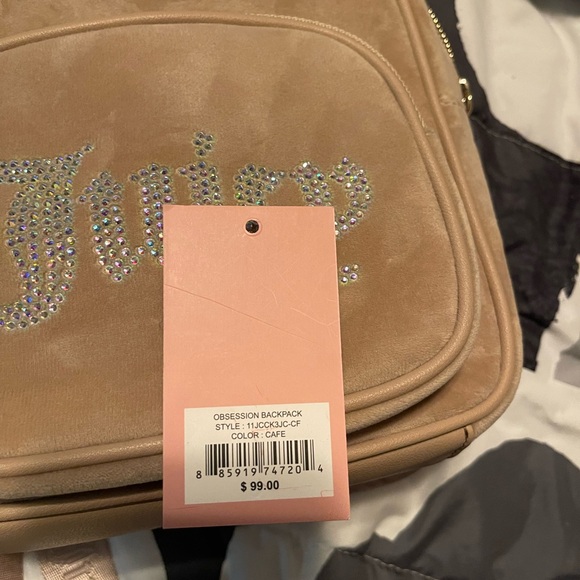 Juicy
OBSESSION BACKPACK
STYLE : 11JCCK3JC-CF
COLOR : CAFE
8 85919 74720 4
$ 99.00